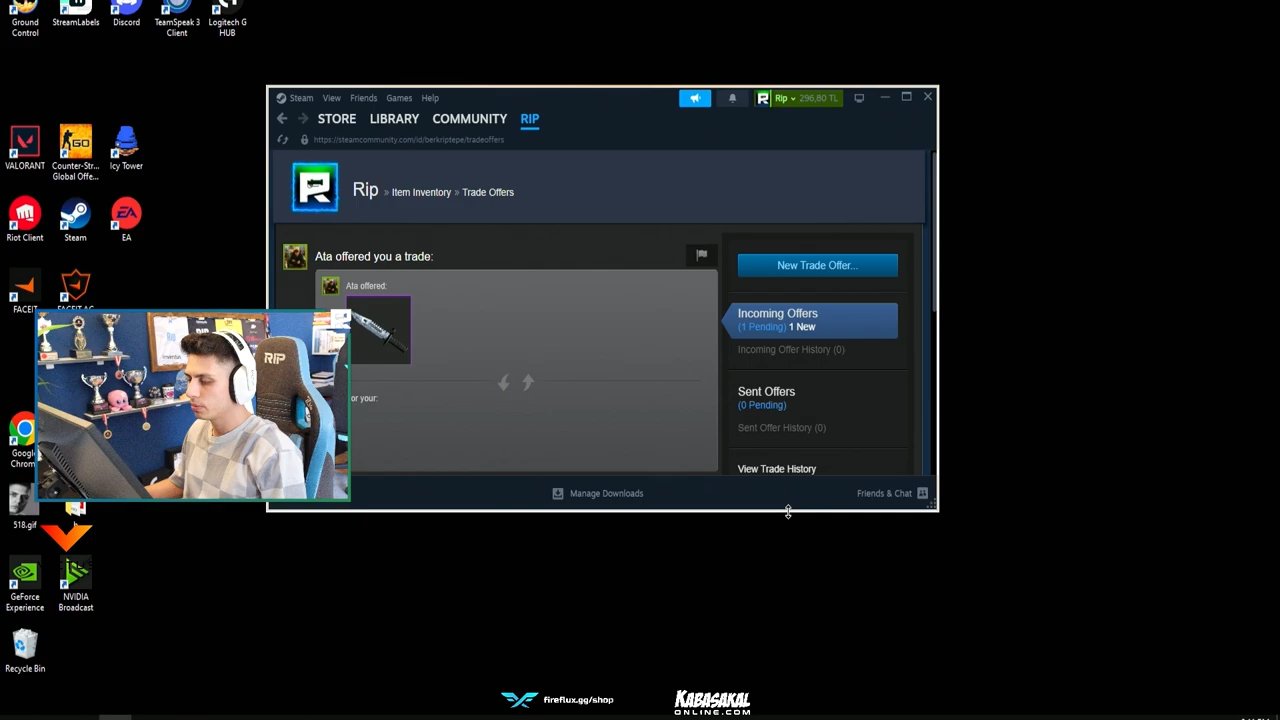 Ground
Control
StreamLabels
Discord
TeamSpeak 3
Client
Logitech G
HUB
VALORANT
Counter-Str...
Global Offe...
Icy Tower
Riot Client
Steam
EA
FACEIT
FACEIT AC
Google
Chrom
518.gif
GeForce
Experience
NVIDIA
Broadcast
Recycle Bin
Steam View Friends Games Help
Rip 296,80 TL
STORE LIBRARY COMMUNITY RIP
https://steamcommunity.com/id/berkriptepe/tradeoffers
Rip » Item Inventory » Trade Offers
Ata offered you a trade:
Ata offered:
or your:
New Trade Offer...
Incoming Offers
(1 Pending) 1 New
Incoming Offer History (0)
Sent Offers
(0 Pending)
Sent Offer History (0)
View Trade History
Manage Downloads
Friends & Chat
RIP
fireflux.gg/shop
KABASAKAL
ONLINE.COM